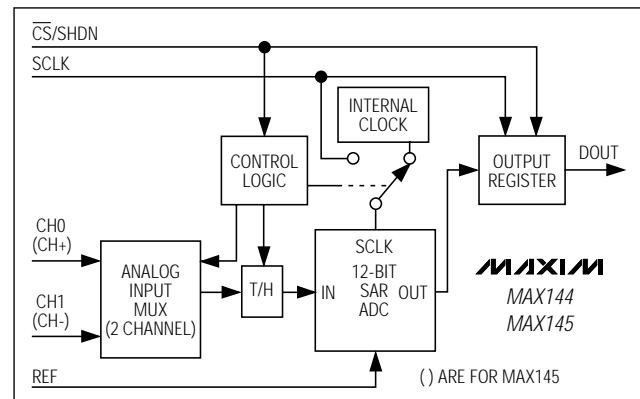 CS/SHDN
SCLK
INTERNAL
CLOCK
CONTROL
LOGIC
OUTPUT
REGISTER
DOUT
CH0
(CH+)
CH1
(CH-)
ANALOG
INPUT
MUX
(2 CHANNEL)
T/H
SCLK
12-BIT
IN SAR OUT
ADC
MAXIM
MAX144
MAX145
REF
( ) ARE FOR MAX145